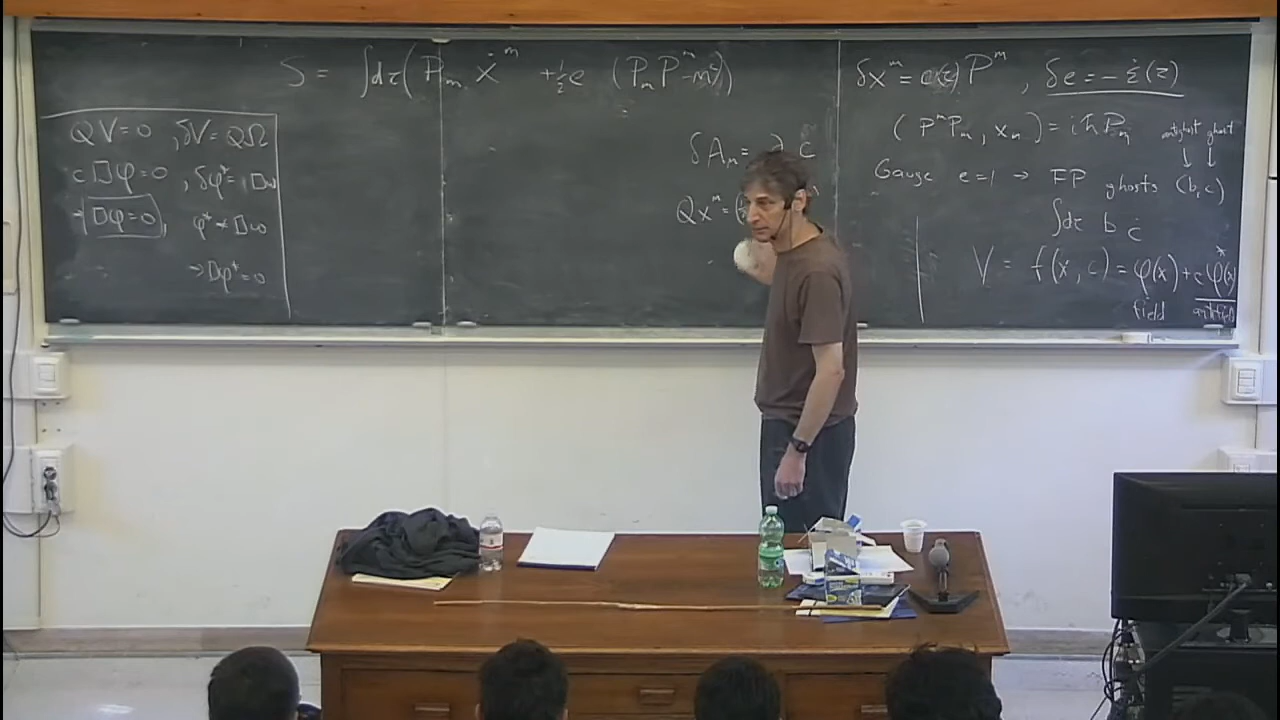 S = ∫dτ ( P_m ẋ^m + ½ e (P_m P^m - m²) )
QV=0 , δV = QΩ
c □φ = 0 , δφ* = □ω
→ □φ=0 , φ* ≠ □ω
→ □φ* = 0
δA_m = ∂ c
Qx^m =
δx^m = ε(τ) P^m , δe = - ε̇(τ)
( P^m P_m , x_n ) = iħ P_n
antighost ghost
Gauge e=1 → FP ghosts (b, c)
∫dτ b ċ
V = f(x, c) = φ(x) + c φ*(x)
field antifield